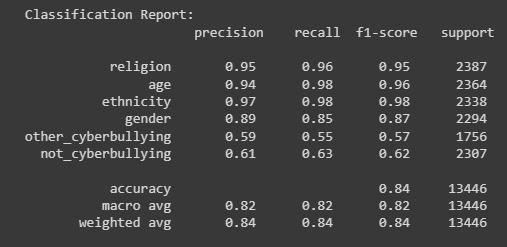 Classification Report:
precision recall f1-score support
religion 0.95 0.96 0.95 2387
age 0.94 0.98 0.96 2364
ethnicity 0.97 0.98 0.98 2338
gender 0.89 0.85 0.87 2294
other_cyberbullying 0.59 0.55 0.57 1756
not_cyberbullying 0.61 0.63 0.62 2307
accuracy 0.84 13446
macro avg 0.82 0.82 0.82 13446
weighted avg 0.84 0.84 0.84 13446